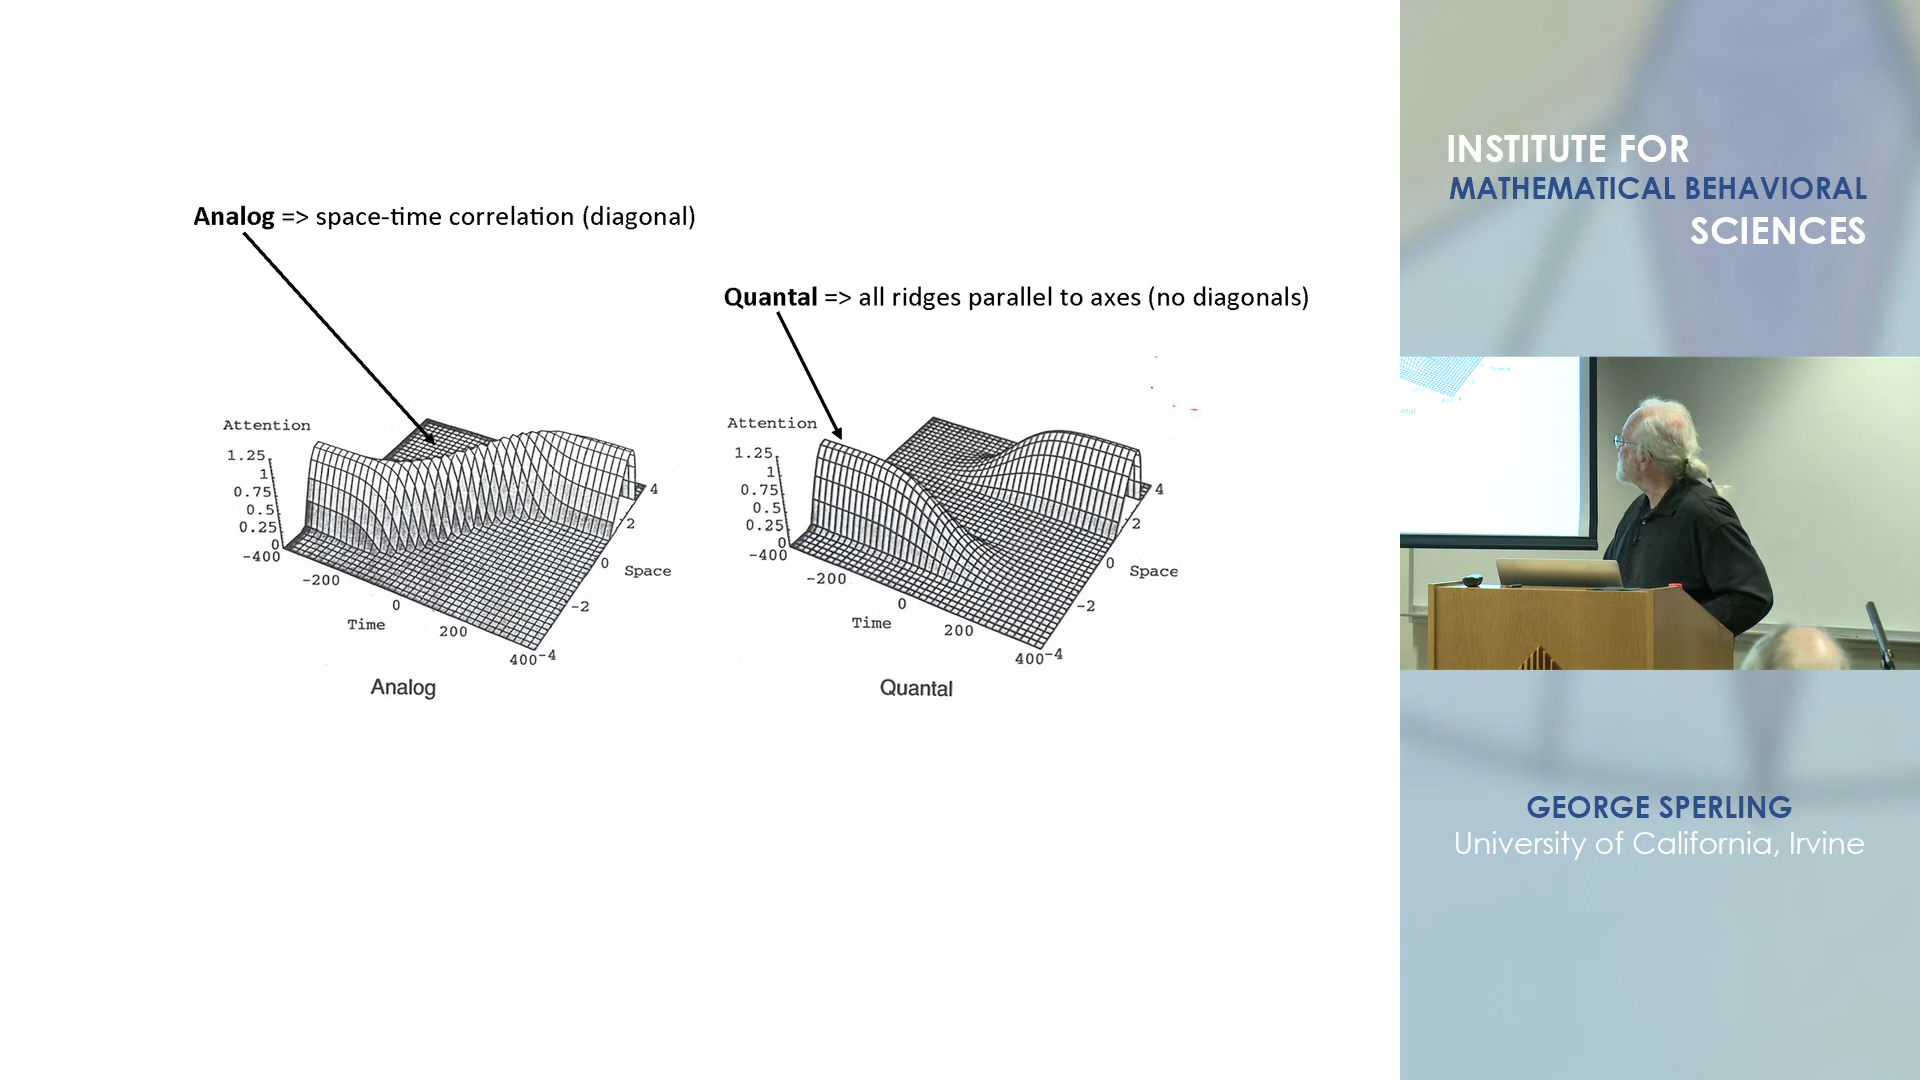 Analog => space-time correlation (diagonal)
Quantal => all ridges parallel to axes (no diagonals)
Attention
1.25
1
0.75
0.5
0.25
0
-400
-200
0
200
400
Time
-4
-2
0
2
4
Space
Analog
Attention
1.25
1
0.75
0.5
0.25
0
-400
-200
0
200
400
Time
-4
-2
0
2
4
Space
Quantal
INSTITUTE FOR
MATHEMATICAL BEHAVIORAL
SCIENCES
Space
GEORGE SPERLING
University of California, Irvine